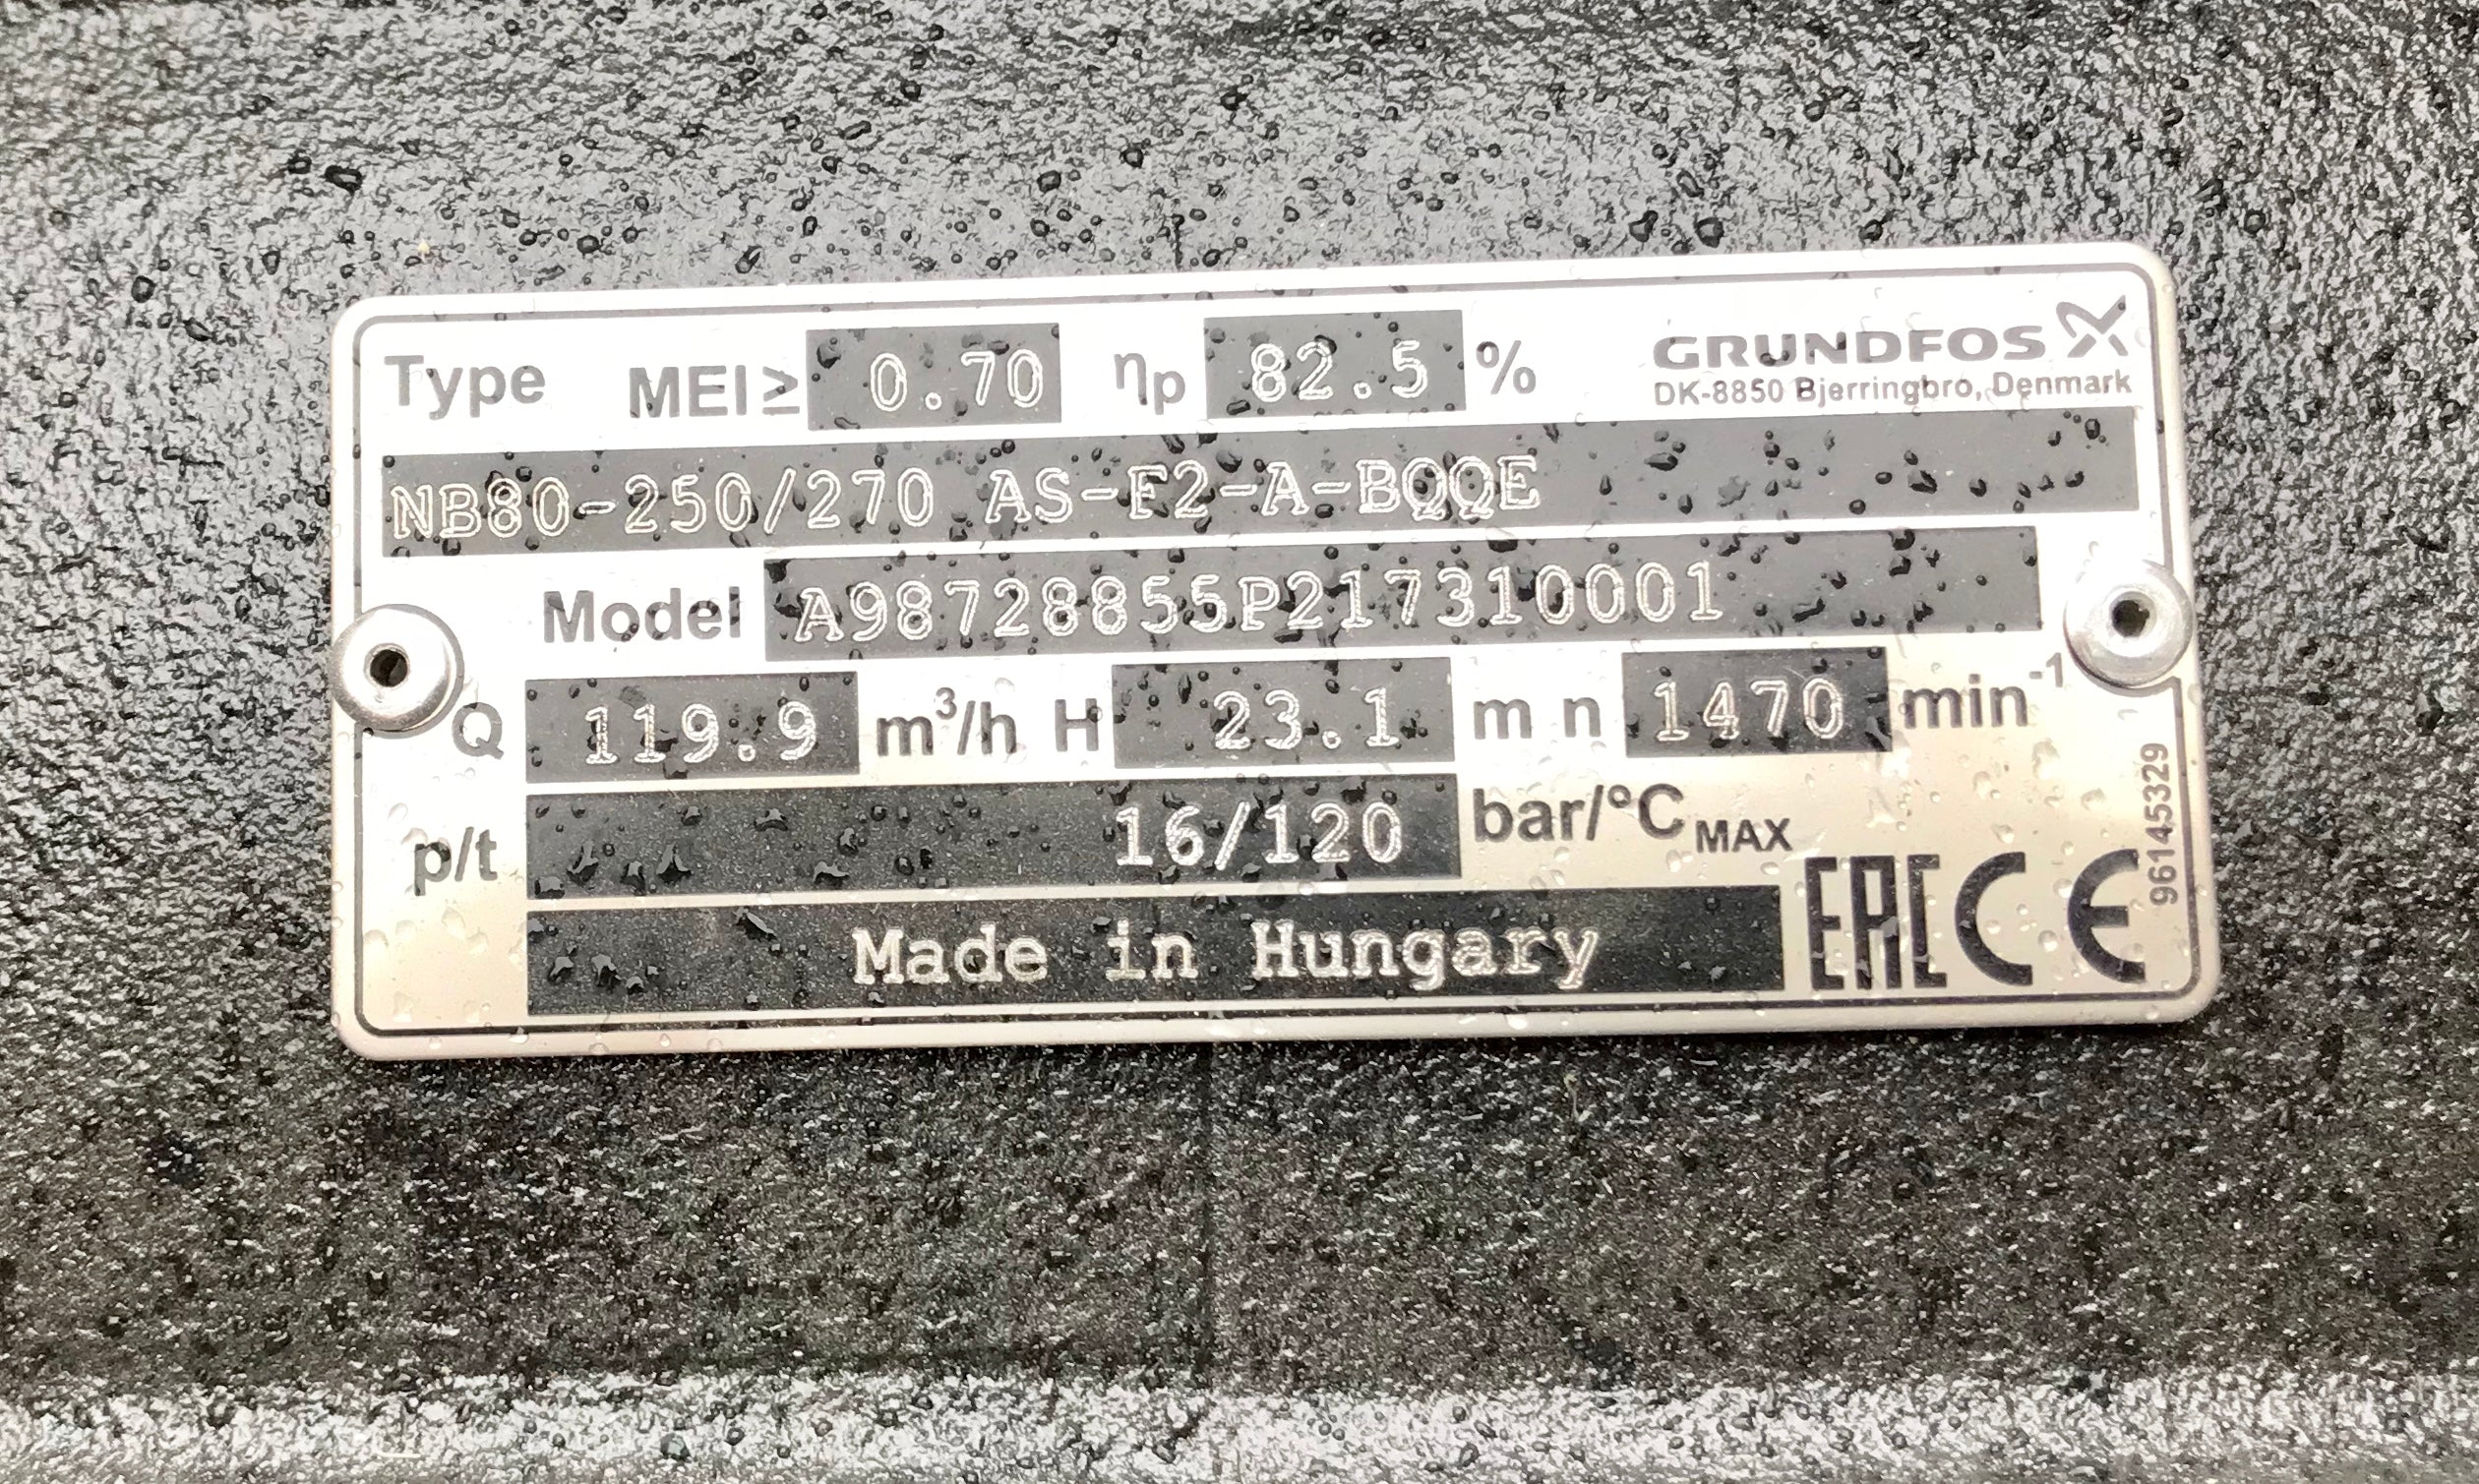 Type MEI≥ 0.70 ηp 82.5 % GRUNDFOS
DK-8850 Bjerringbro, Denmark
NB80-250/270 AS-F2-A-BQQE
Model A98728855P217310001
Q 119.9 m³/h H 23.1 m n 1470 min⁻¹
p/t 16/120 bar/°C MAX
Made in Hungary EAC CE
96145329